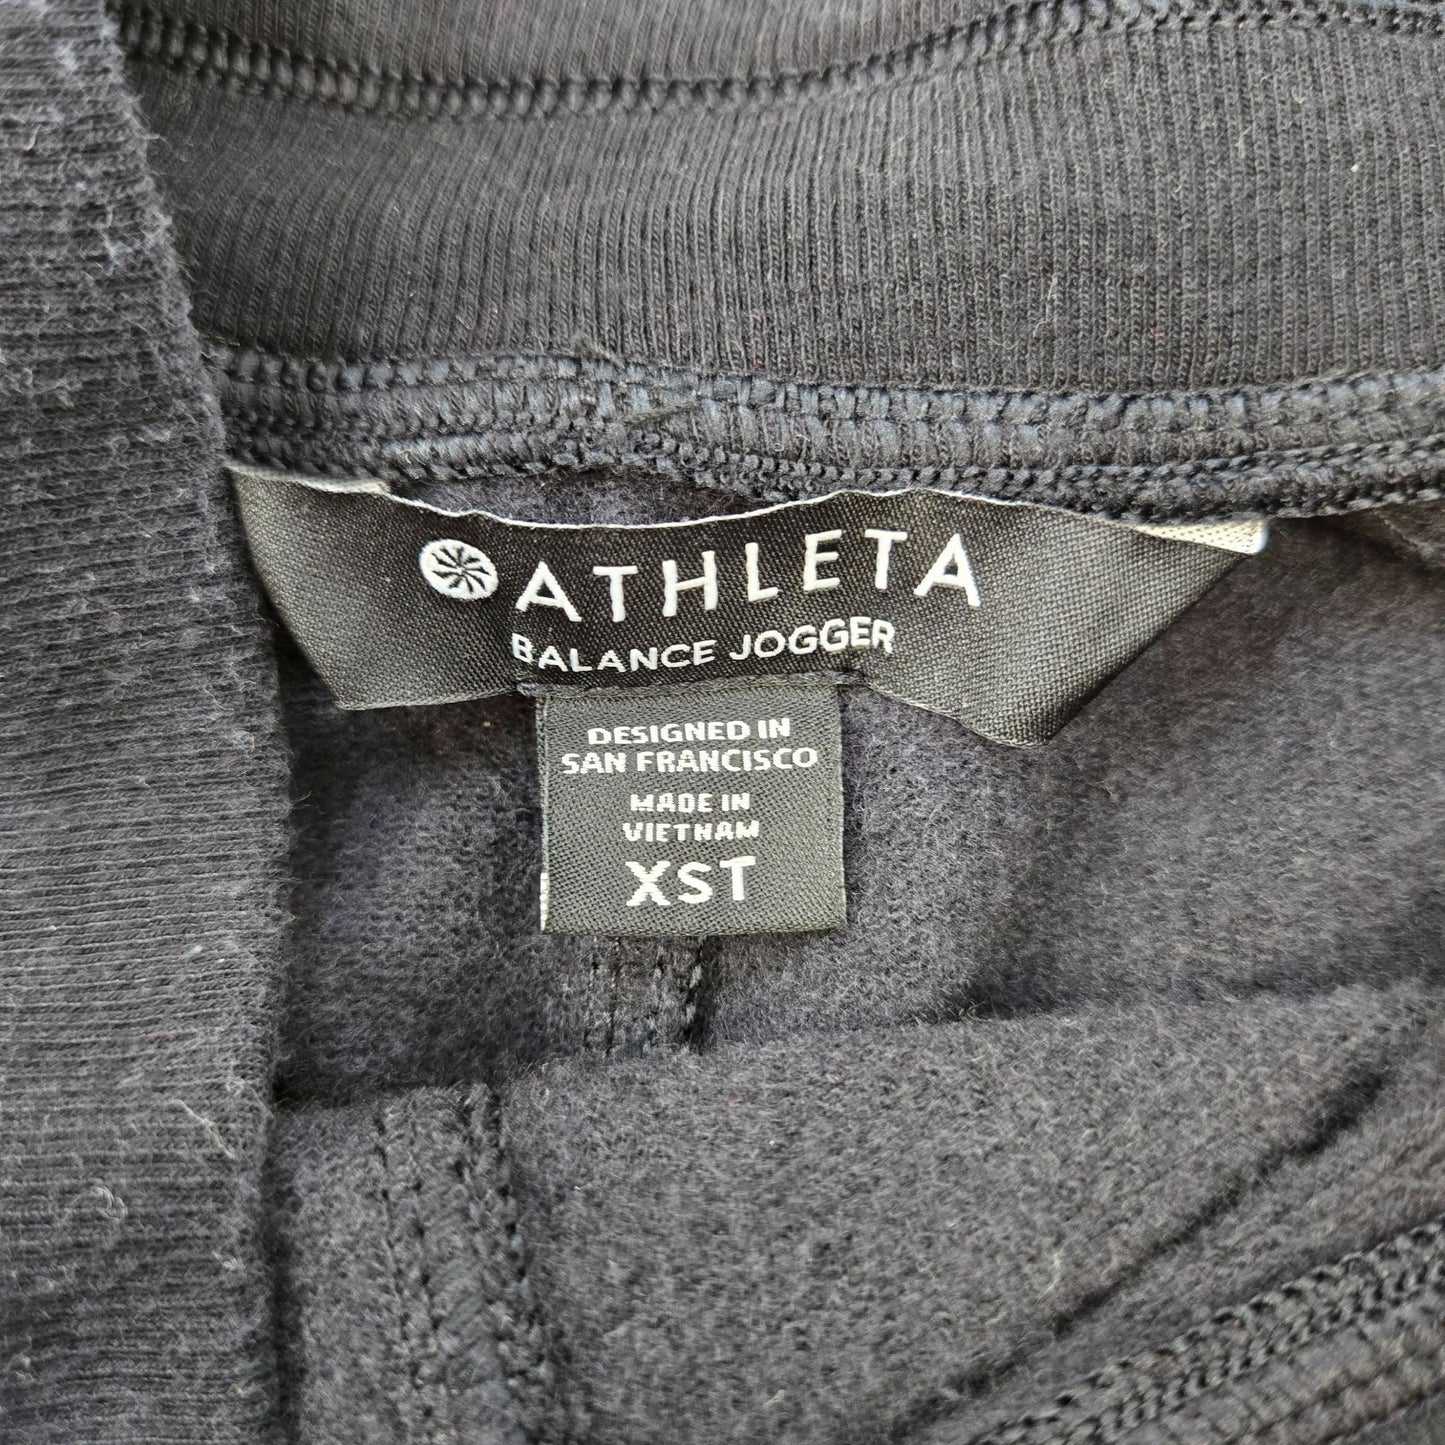 ATHLETA
BALANCE JOGGER
DESIGNED IN
SAN FRANCISCO
MADE IN
VIETNAM
XST